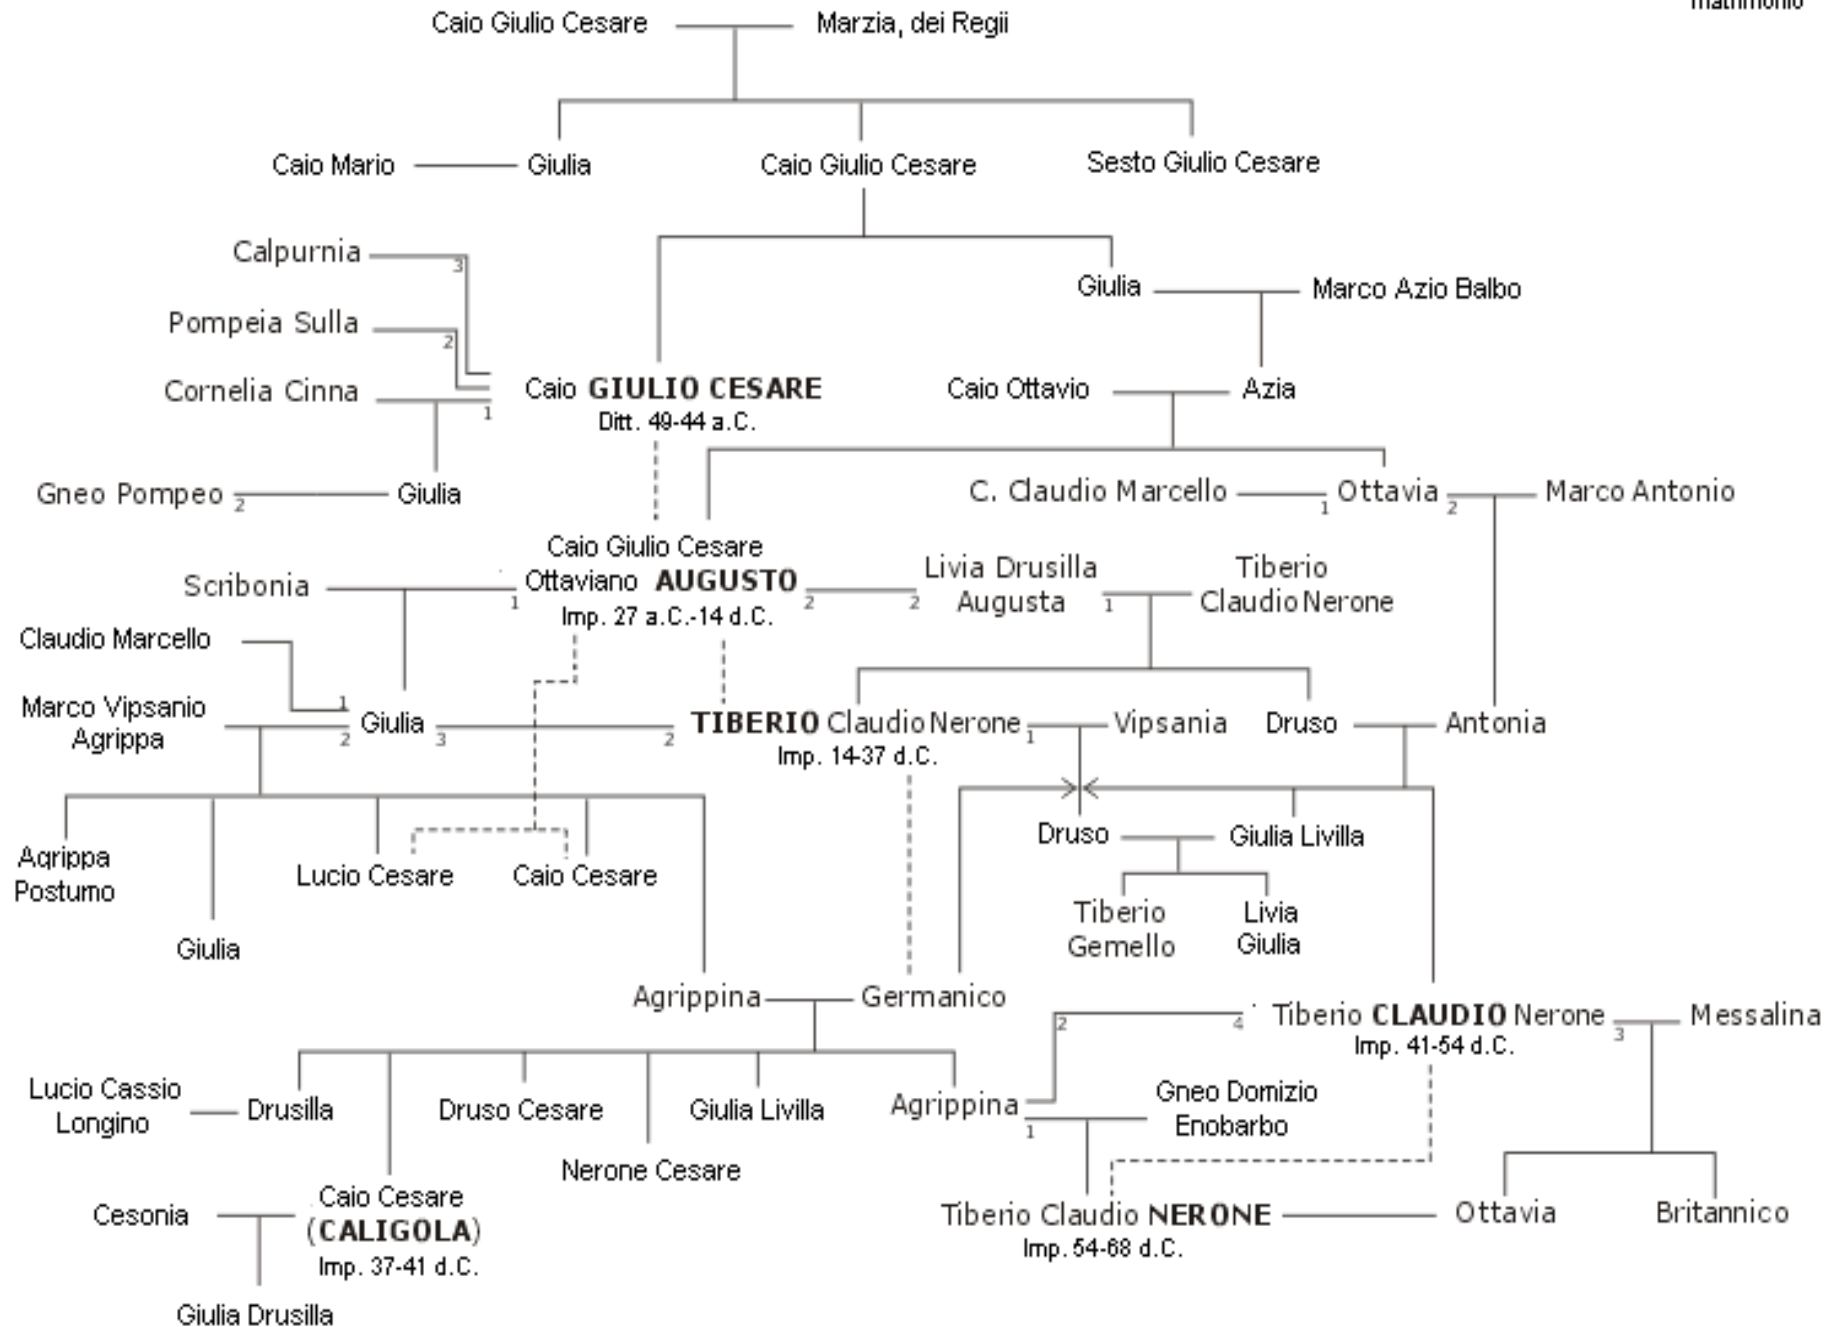 matrimonio
Caio Giulio Cesare Marzia, dei Regii
Caio Mario Giulia Caio Giulio Cesare Sesto Giulio Cesare
Calpurnia 3
Giulia Marco Azio Balbo
Pompeia Sulla 2
Cornelia Cinna 1 Caio GIULIO CESARE Caio Ottavio Azia
Ditt. 49-44 a.C.
Gneo Pompeo 2 Giulia C. Claudio Marcello 1 Ottavia 2 Marco Antonio
Caio Giulio Cesare
Scribonia 1 Ottaviano AUGUSTO 2 2 Livia Drusilla
Augusta 1 Tiberio
Claudio Nerone
Imp. 27 a.C.-14 d.C.
Claudio Marcello 1
Marco Vipsanio
Agrippa 2 Giulia 3 2 TIBERIO Claudio Nerone 1 Vipsania Druso Antonia
Imp. 14-37 d.C.
Druso Giulia Livilla
Agrippa
Postumo
Lucio Cesare Caio Cesare
Tiberio
Gemello
Livia
Giulia
Giulia
Agrippina Germanico
2 4 Tiberio CLAUDIO Nerone 3 Messalina
Imp. 41-54 d.C.
Lucio Cassio
Longino
Drusilla Druso Cesare Giulia Livilla Agrippina 1
Gneo Domizio
Enobarbo
Nerone Cesare
Cesonia
Caio Cesare
(CALIGOLA)
Imp. 37-41 d.C.
Tiberio Claudio NERONE Ottavia Britannico
Imp. 54-68 d.C.
Giulia Drusilla